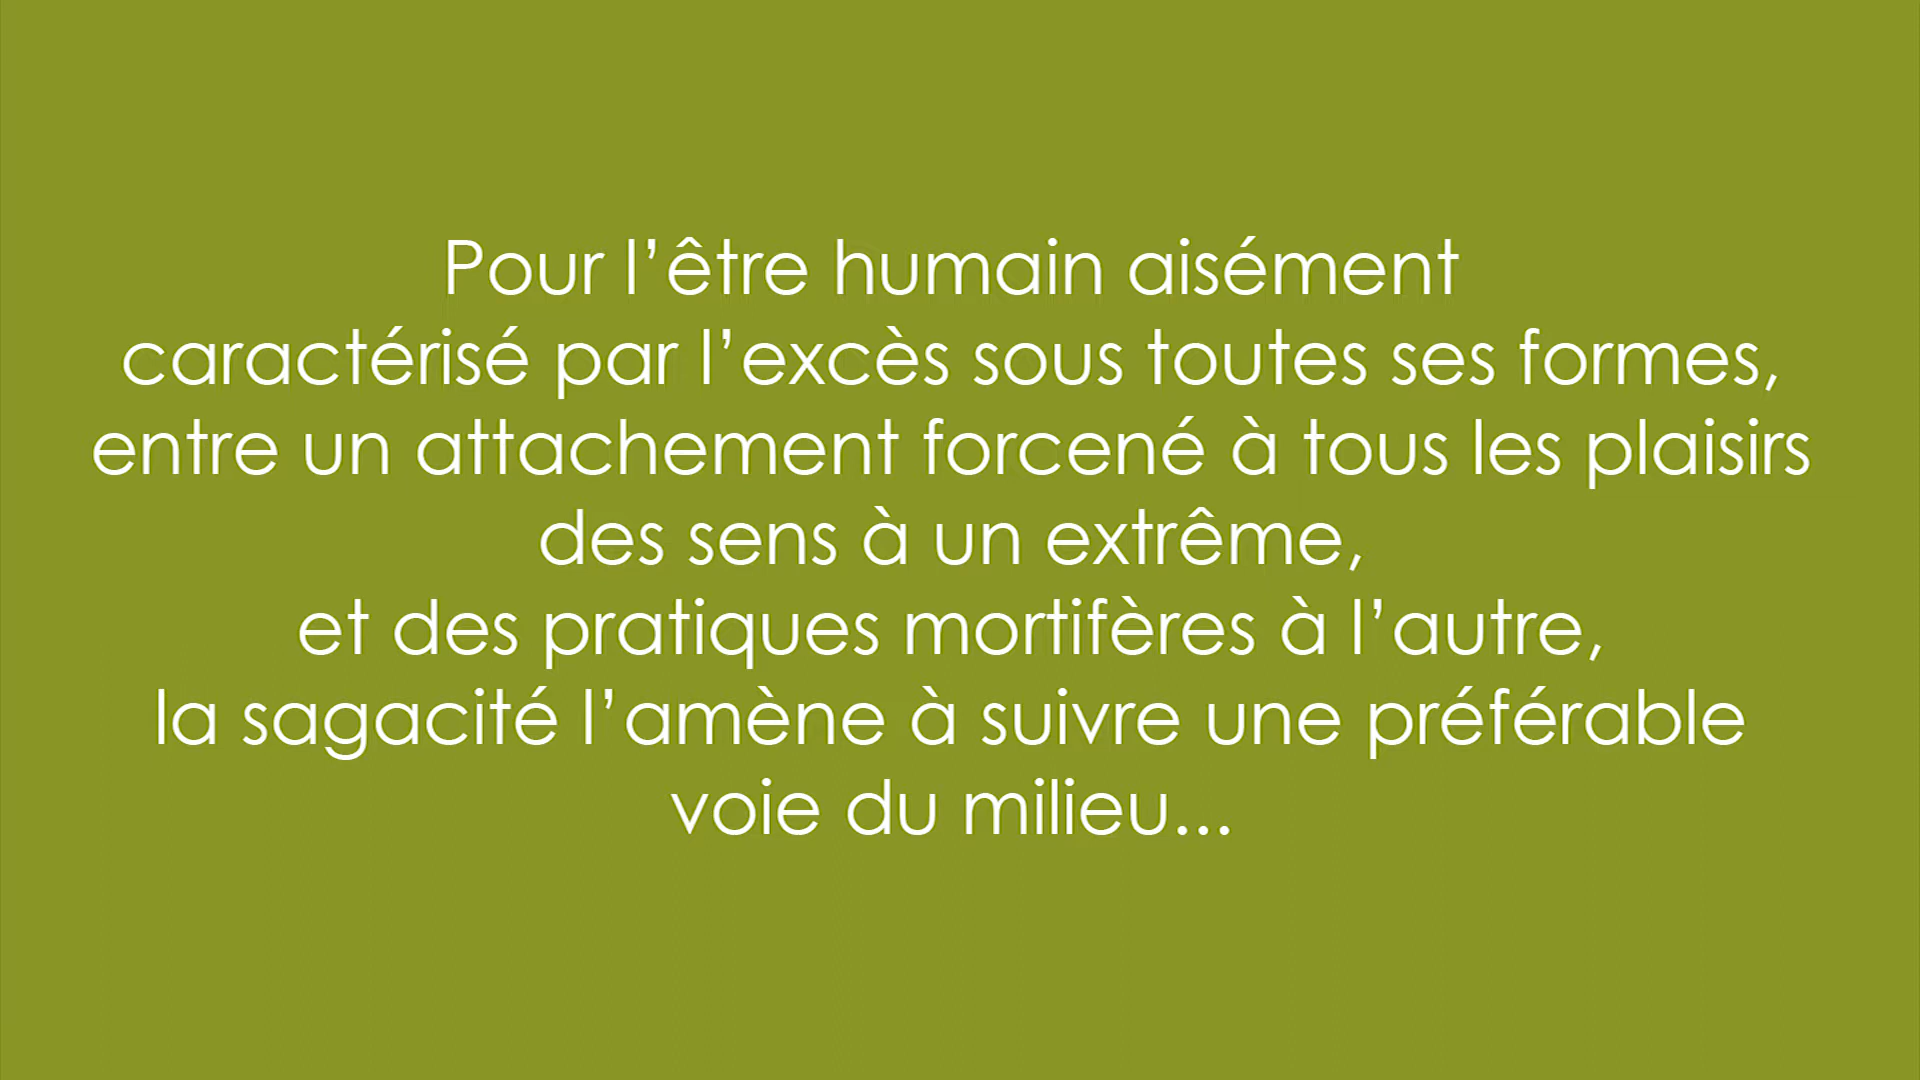 Pour l’être humain aisément
caractérisé par l’excès sous toutes ses formes,
entre un attachement forcené à tous les plaisirs
des sens à un extrême,
et des pratiques mortifères à l’autre,
la sagacité l’amène à suivre une préférable
voie du milieu...